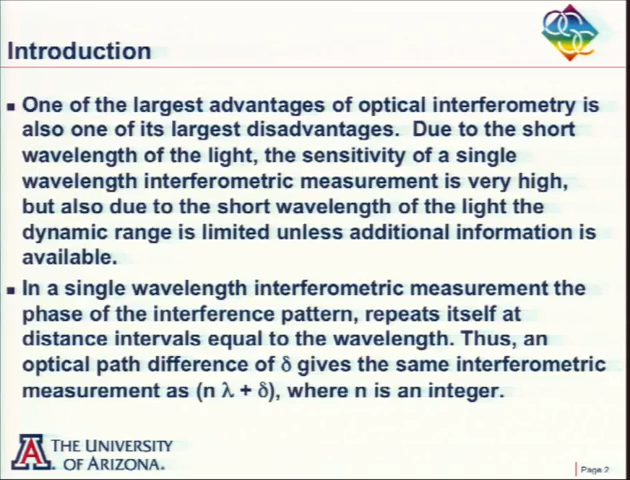 Introduction
▪ One of the largest advantages of optical interferometry is
also one of its largest disadvantages. Due to the short
wavelength of the light, the sensitivity of a single
wavelength interferometric measurement is very high,
but also due to the short wavelength of the light the
dynamic range is limited unless additional information is
available.
▪ In a single wavelength interferometric measurement the
phase of the interference pattern, repeats itself at
distance intervals equal to the wavelength. Thus, an
optical path difference of δ gives the same interferometric
measurement as (n λ + δ), where n is an integer.
A
THE UNIVERSITY
OF ARIZONA.
Page 2